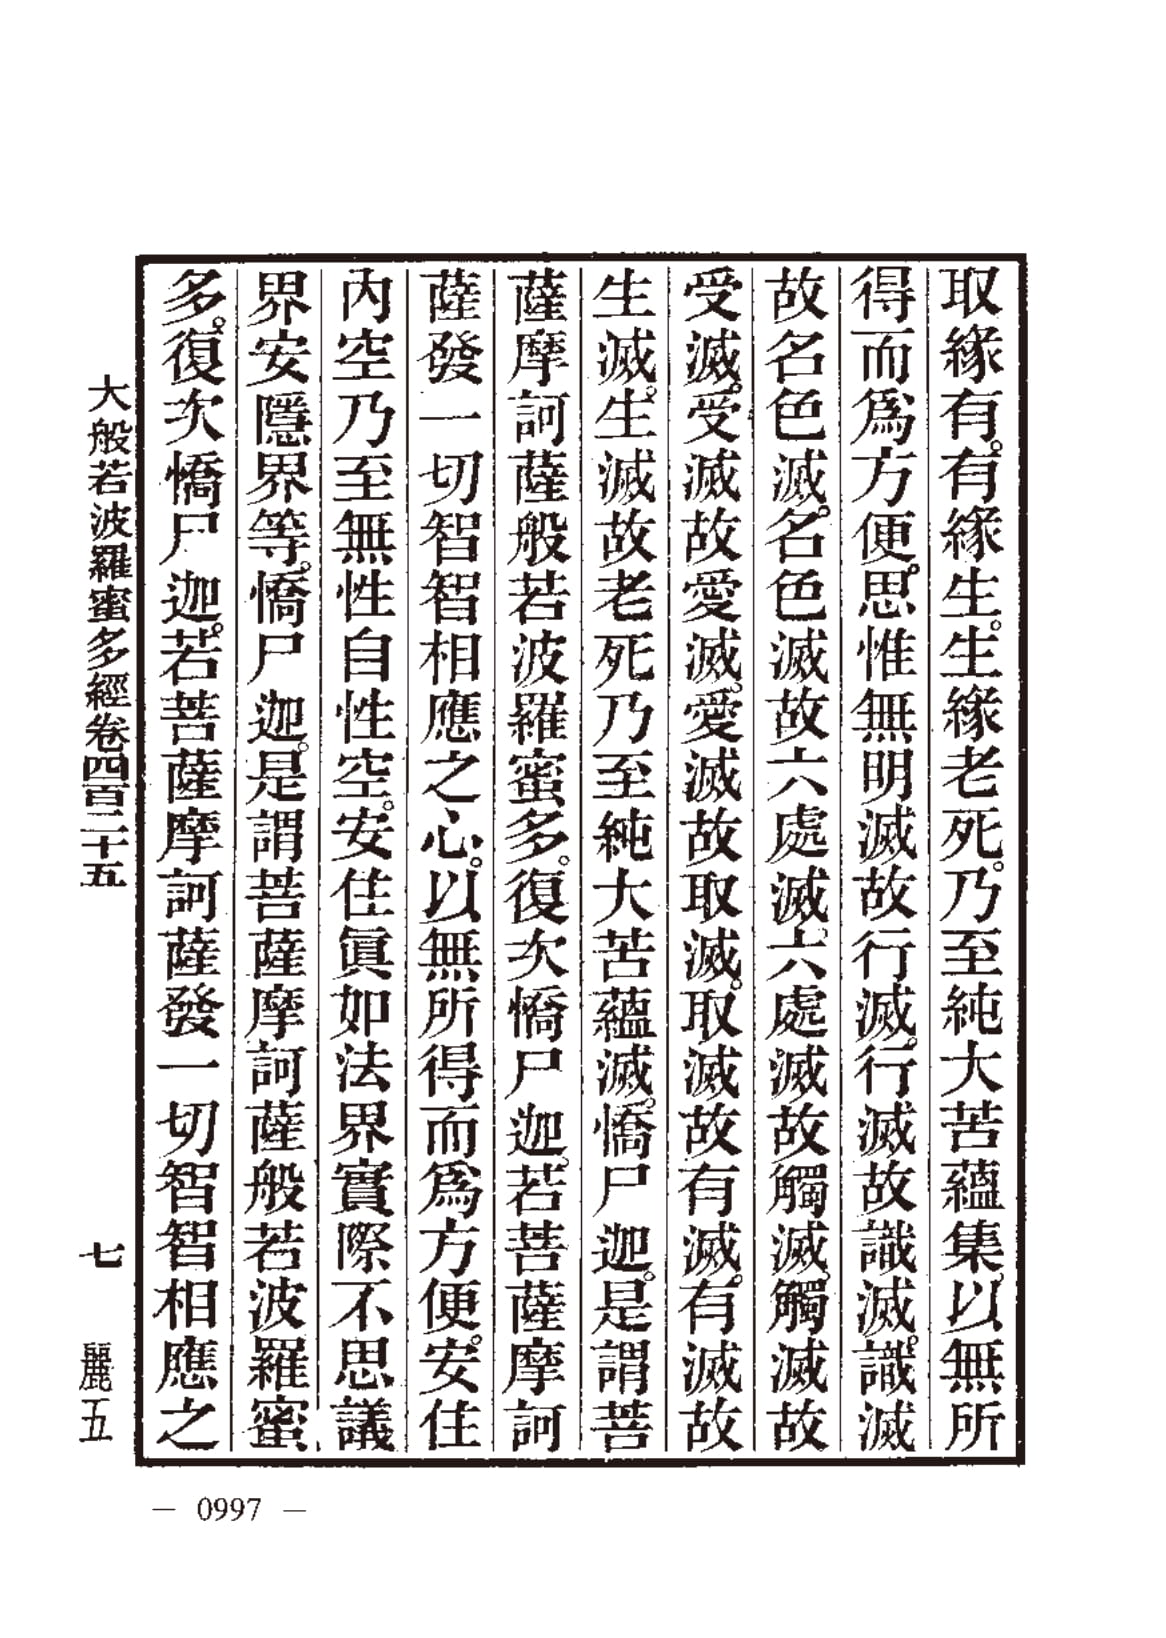 取緣有。有緣生。生緣老死。乃至純大苦蘊集。以無所
得而爲方便。思惟無明滅故行滅。行滅故識滅。識滅
故名色滅。名色滅故六處滅。六處滅故觸滅。觸滅故
受滅。受滅故愛滅。愛滅故取滅。取滅故有滅。有滅故
生滅。生滅故老死乃至純大苦蘊滅。憍尸迦。是謂菩
薩摩訶薩般若波羅蜜多。復次憍尸迦。若菩薩摩訶
薩發一切智智相應之心。以無所得而爲方便。安住
內空乃至無性自性空。安住眞如法界實際不思議
界安隱界等。憍尸迦。是謂菩薩摩訶薩般若波羅蜜
多。復次憍尸迦。若菩薩摩訶薩發一切智智相應之
大般若波羅蜜多經卷四百二十五 七 麗五
— 0997 —